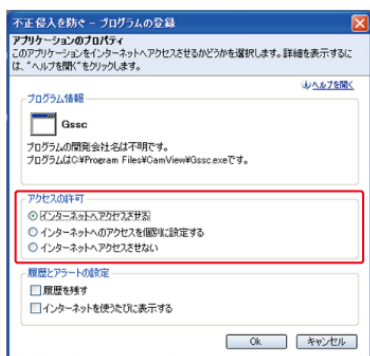 不正侵入を防ぐ - プログラムの登録
アプリケーションのプロパティ
このアプリケーションをインターネットへアクセスさせるかどうかを選択します。詳細を表示するに
は、"ヘルプを開く"をクリックします。
ヘルプを開く
プログラム情報
Gssc
プログラムの開発会社名は不明です。
プログラムはC:¥Program Files¥CamView¥Gssc.exeです。
アクセスの許可
インターネットへアクセスさせる
インターネットへのアクセスを個別に設定する
インターネットへアクセスさせない
履歴とアラートの設定
履歴を残す
インターネットを使うたびに表示する
Ok キャンセル